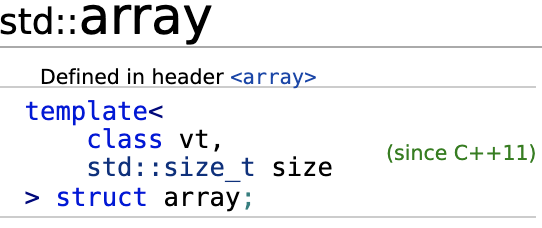 std::array
Defined in header <array>
template<
class vt,
std::size_t size
(since C++11)
> struct array;